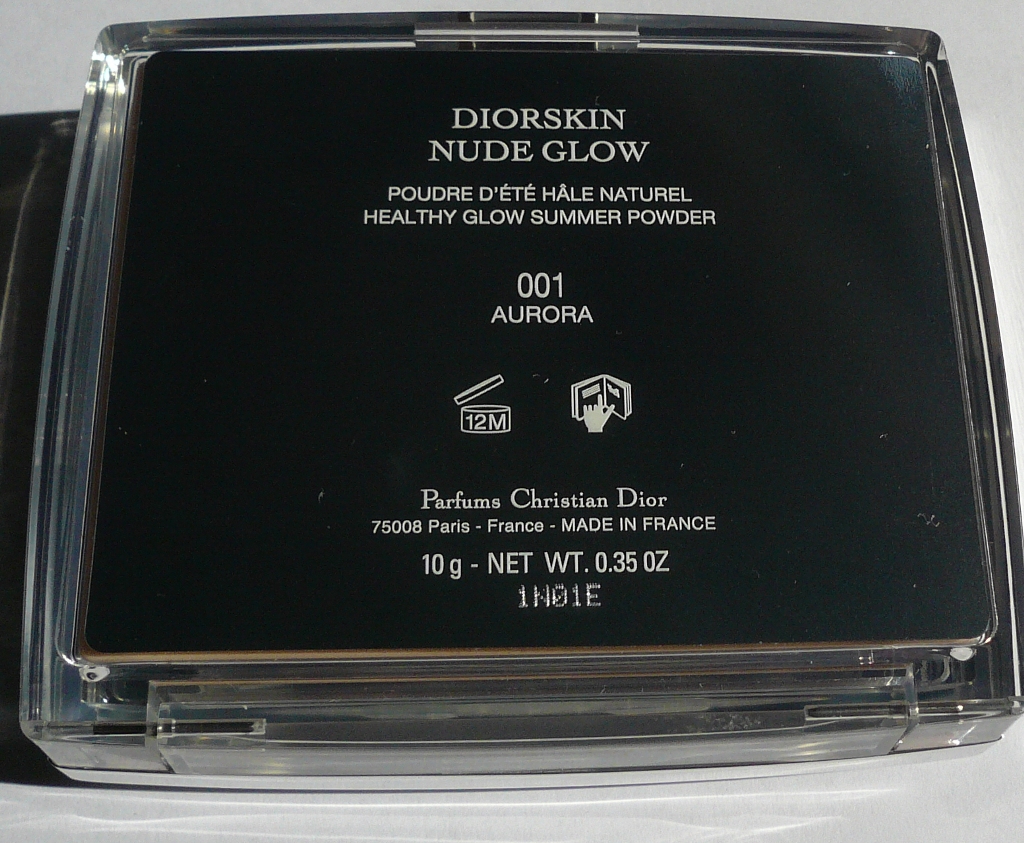 DIORSKIN
NUDE GLOW
POUDRE D'ÉTÉ HÂLE NATUREL
HEALTHY GLOW SUMMER POWDER
001
AURORA
12M
Parfums Christian Dior
75008 Paris - France - MADE IN FRANCE
10 g - NET WT. 0.35 OZ
1N01E